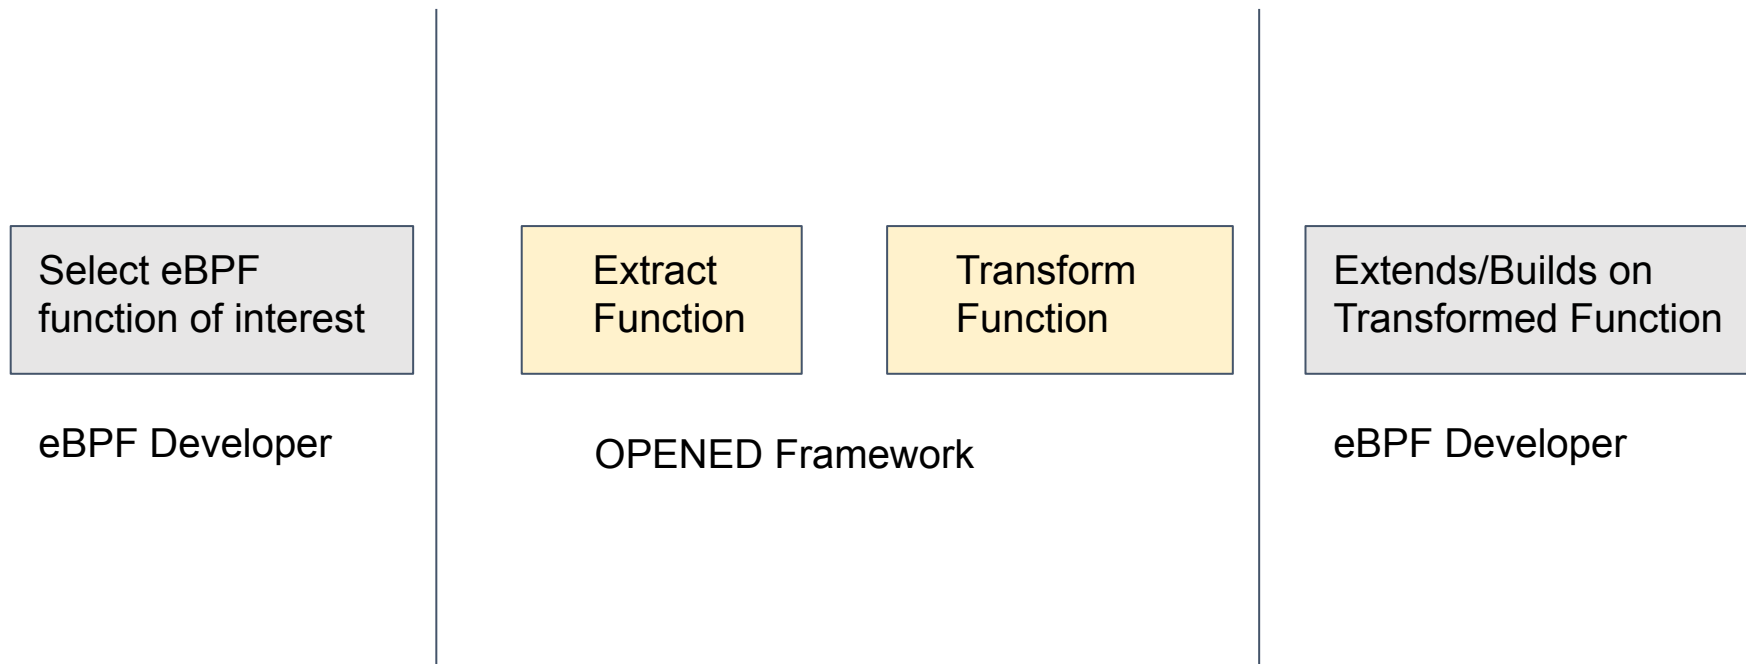 Select eBPF
function of interest
Extract
Function
Transform
Function
Extends/Builds on
Transformed Function
eBPF Developer
OPENED Framework
eBPF Developer